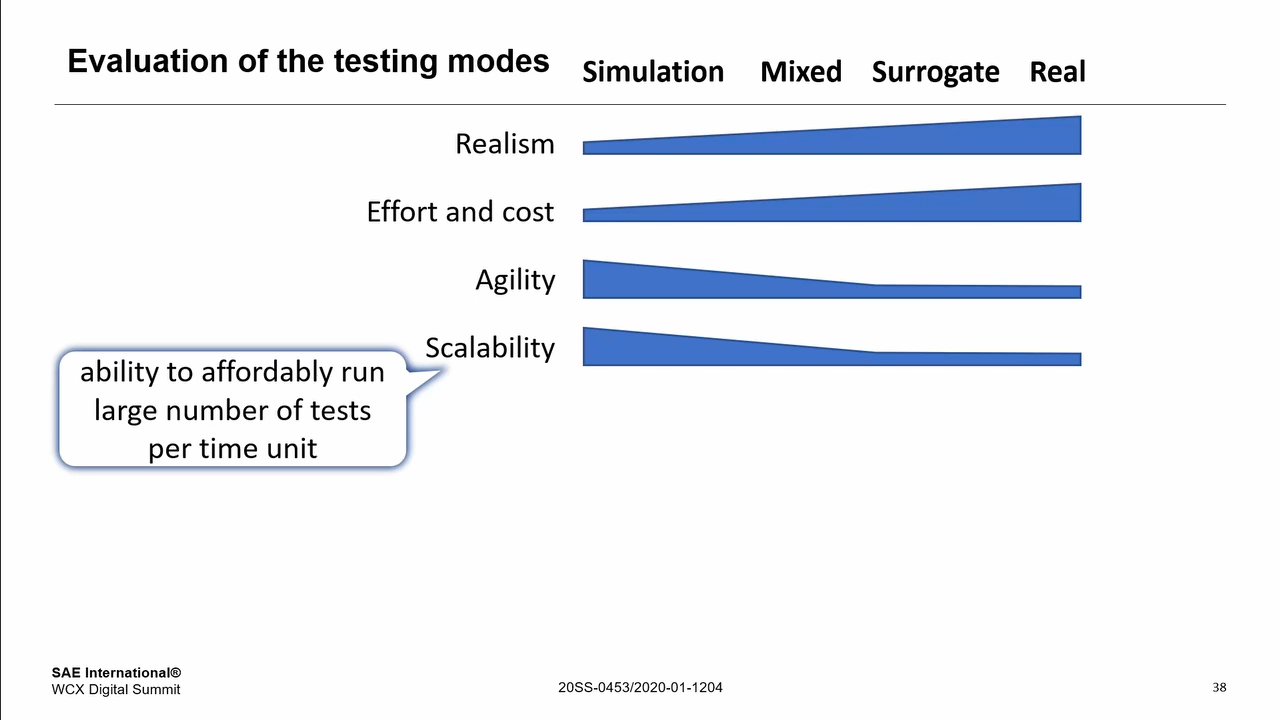 Evaluation of the testing modes
Simulation Mixed Surrogate Real
Realism
Effort and cost
Agility
Scalability
ability to affordably run
large number of tests
per time unit
SAE International®
WCX Digital Summit
20SS-0453/2020-01-1204
38